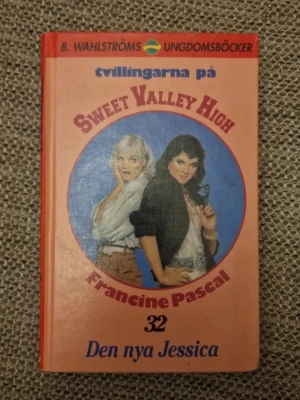 B. WAHLSTRÖMS UNGDOMSBÖCKER
tvillingarna på
SWEET VALLEY HIGH
Francine Pascal
32
Den nya Jessica